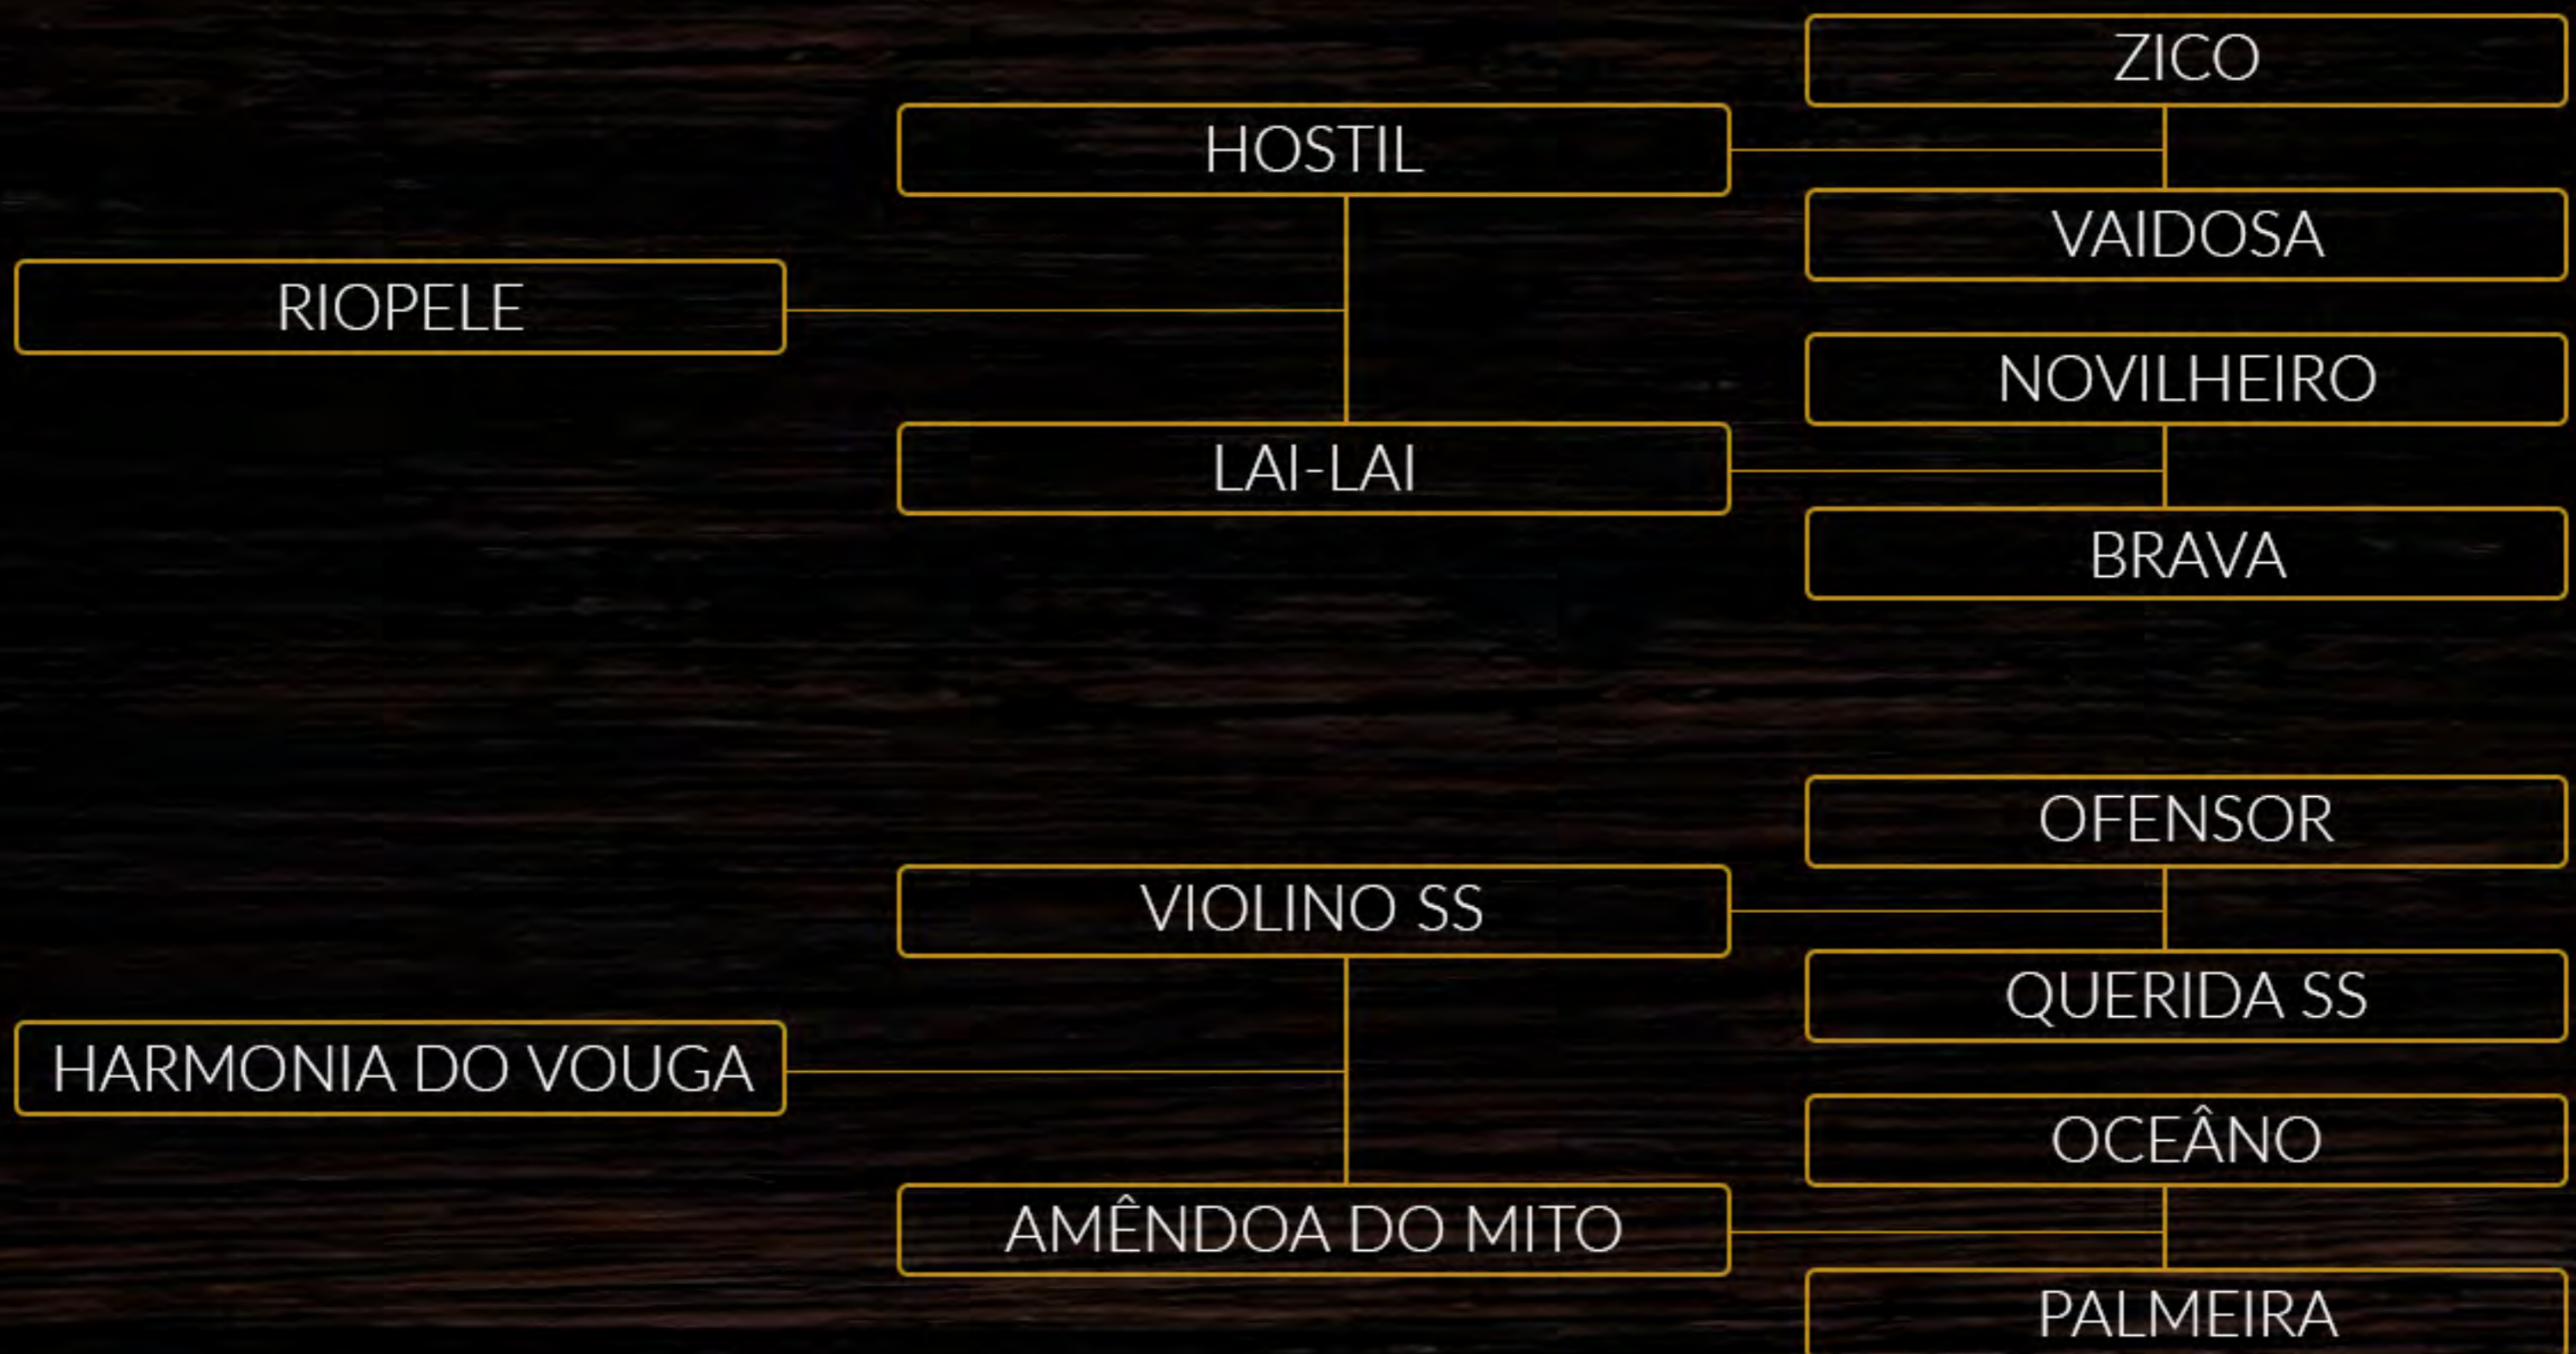 ZICO
HOSTIL
VAIDOSA
RIOPELE
NOVILHEIRO
LAI-LAI
BRAVA
OFENSOR
VIOLINO SS
QUERIDA SS
HARMONIA DO VOUGA
OCEÂNO
AMÊNDOA DO MITO
PALMEIRA